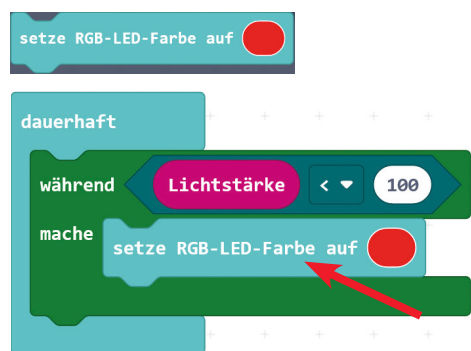 setze RGB-LED-Farbe auf
dauerhaft
während Lichtstärke < 100
mache
setze RGB-LED-Farbe auf